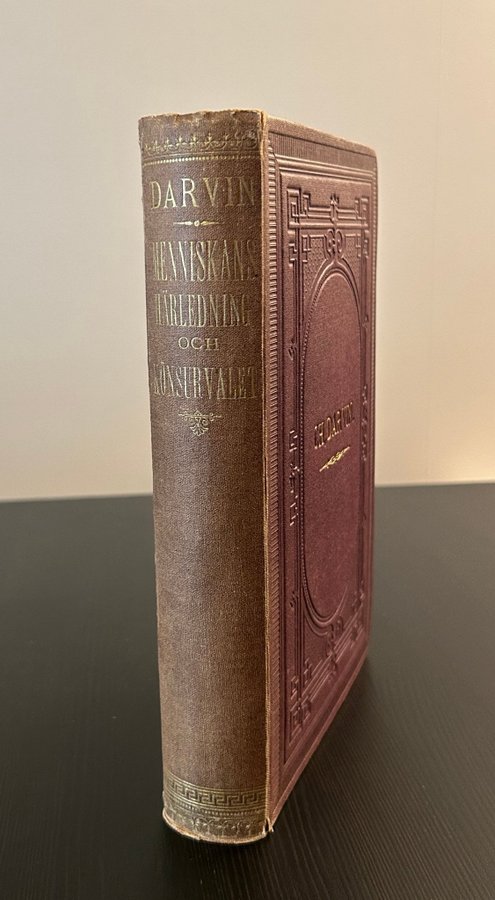 DARVIN
MENNISKANS
HÄRLEDNING
OCH
KÖNSURVALET
CH. DARVIN.